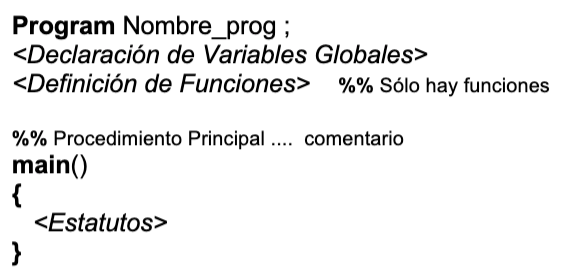 Program Nombre_prog ;
<Declaración de Variables Globales>
<Definición de Funciones> %% Sólo hay funciones
%% Procedimiento Principal .... comentario
main()
{
<Estatutos>
}